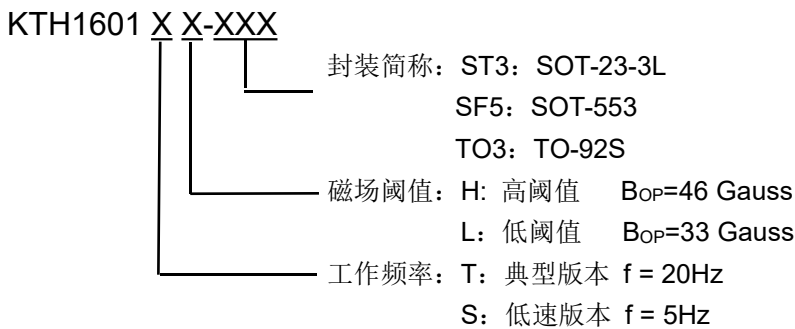 KTH1601 X X-XXX
封装简称：ST3：SOT-23-3L
SF5：SOT-553
TO3：TO-92S
磁场阈值：H: 高阈值 BOP=46 Gauss
L：低阈值 BOP=33 Gauss
工作频率：T：典型版本 f = 20Hz
S：低速版本 f = 5Hz